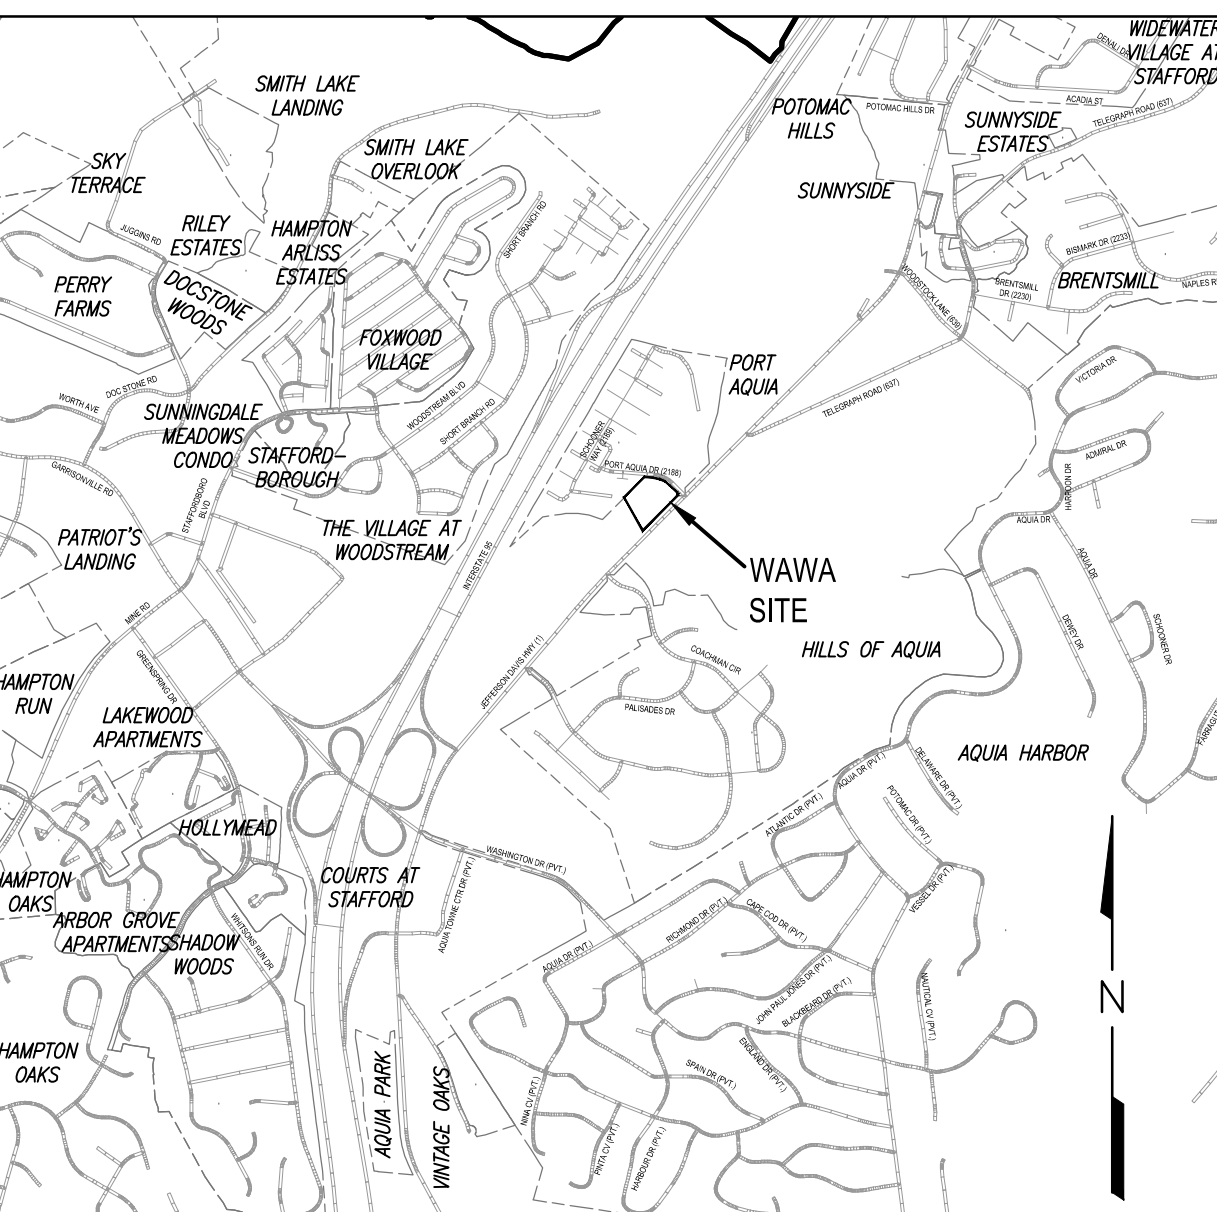 WIDEWATER
VILLAGE AT
STAFFORD
DENALI DR
ACADIA ST
TELEGRAPH ROAD (637)
POTOMAC HILLS DR
SMITH LAKE
LANDING
POTOMAC
HILLS
SUNNYSIDE
ESTATES
SMITH LAKE
OVERLOOK
SKY
TERRACE
SUNNYSIDE
JUGGINS RD
RILEY
ESTATES
HAMPTON
ARLISS
ESTATES
SHORT BRANCH RD
BISMARK DR (2233)
PERRY
FARMS
DOCSTONE
WOODS
BRENTSMILL
BRENTSMILL
DR (2230)
NAPLES R
WOODSTOCK LANE (639)
FOXWOOD
VILLAGE
PORT
AQUIA
VICTORIA DR
TELEGRAPH ROAD (637)
DOC STONE RD
WORTH AVE
WOODSTREAM BLVD
SHORT BRANCH RD
SUNNINGDALE
MEADOWS
CONDO
STAFFORD-
BOROUGH
SCHOONER
WAY (2189)
PORT AQUIA DR (2188)
ADMIRAL DR
HARPOON DR
GARRISONVILLE RD
STAFFORDBORO
BLVD
AQUIA DR
PATRIOT'S
LANDING
THE VILLAGE AT
WOODSTREAM
INTERSTATE 95
WAWA
SITE
AQUIA DR
MINE RD
DEWEY DR
SCHOONER DR
GREENSPRING DR
JEFFERSON DAVIS HWY (1)
COACHMAN CIR
HILLS OF AQUIA
HAMPTON
RUN
PALISADES DR
LAKEWOOD
APARTMENTS
FARRAGUT
AQUIA HARBOR
AQUIA DR (PVT.)
DELAWARE DR (PVT.)
POTOMAC DR (PVT.)
ATLANTIC DR (PVT.)
HOLLYMEAD
WASHINGTON DR (PVT.)
HAMPTON
OAKS
COURTS AT
STAFFORD
VESSEL DR (PVT.)
AQUIA TOWNE CTR DR (PVT.)
RICHMOND DR (PVT.)
CAPE COD DR (PVT.)
ARBOR GROVE
APARTMENTS
SHADOW
WOODS
WHITSONS RUN DR
AQUIA DR (PVT.)
JOHN PAUL JONES DR (PVT.)
BLACKBEARD DR (PVT.)
NAUTICAL CV (PVT.)
N
HAMPTON
OAKS
ENGLAND DR (PVT.)
SPAIN DR (PVT.)
AQUIA PARK
VINTAGE OAKS
NINA CV (PVT.)
PINTA CV (PVT.)
HARBOUR DR (PVT.)